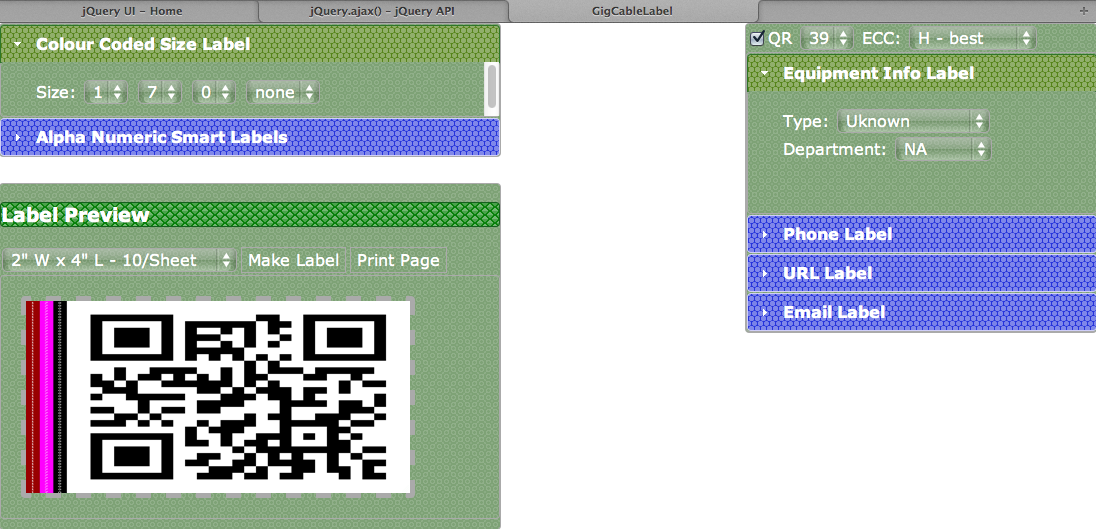 jQuery UI – Home
jQuery.ajax() – jQuery API
GigCableLabel
+
Colour Coded Size Label
Size: 1 7 0 none
Alpha Numeric Smart Labels
Label Preview
2" W x 4" L - 10/Sheet Make Label Print Page
QR 39 ECC: H - best
Equipment Info Label
Type: Uknown
Department: NA
Phone Label
URL Label
Email Label